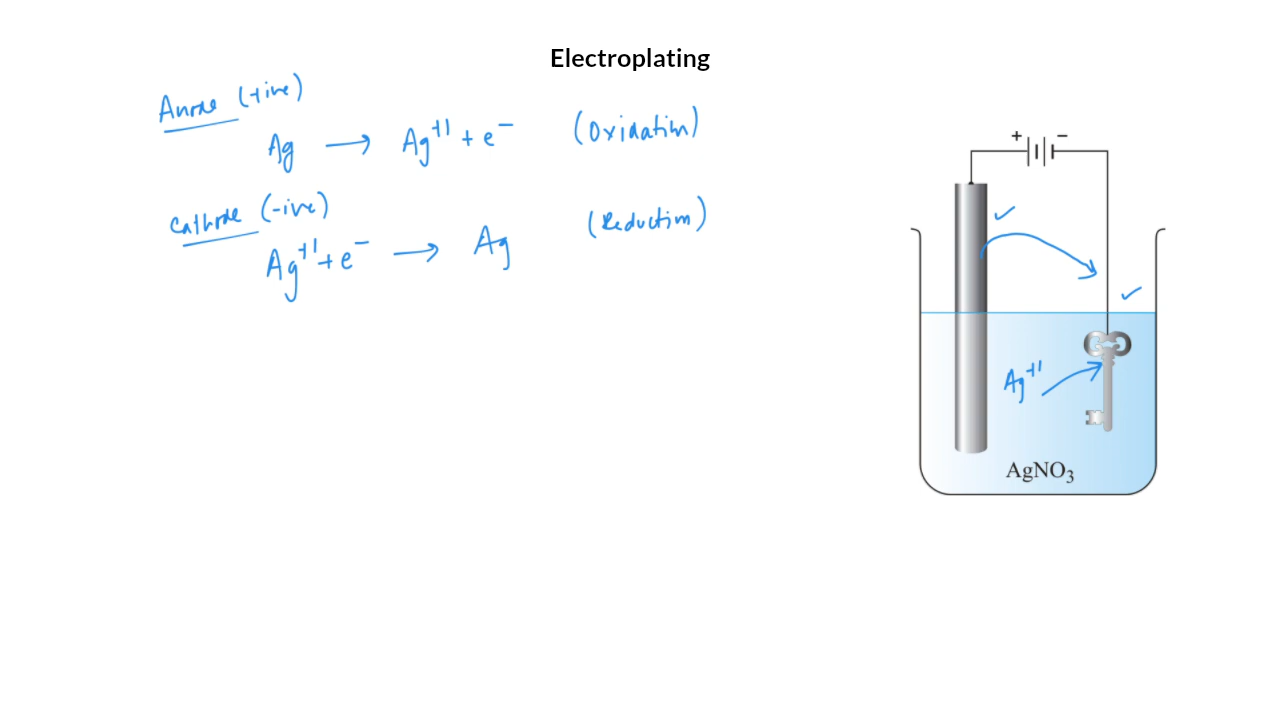 Electroplating
Anode (+ive)
Ag → Ag⁺¹ + e⁻ (Oxidation)
Cathode (-ive)
Ag⁺¹ + e⁻ → Ag (Reduction)
+ −
Ag⁺¹
AgNO₃